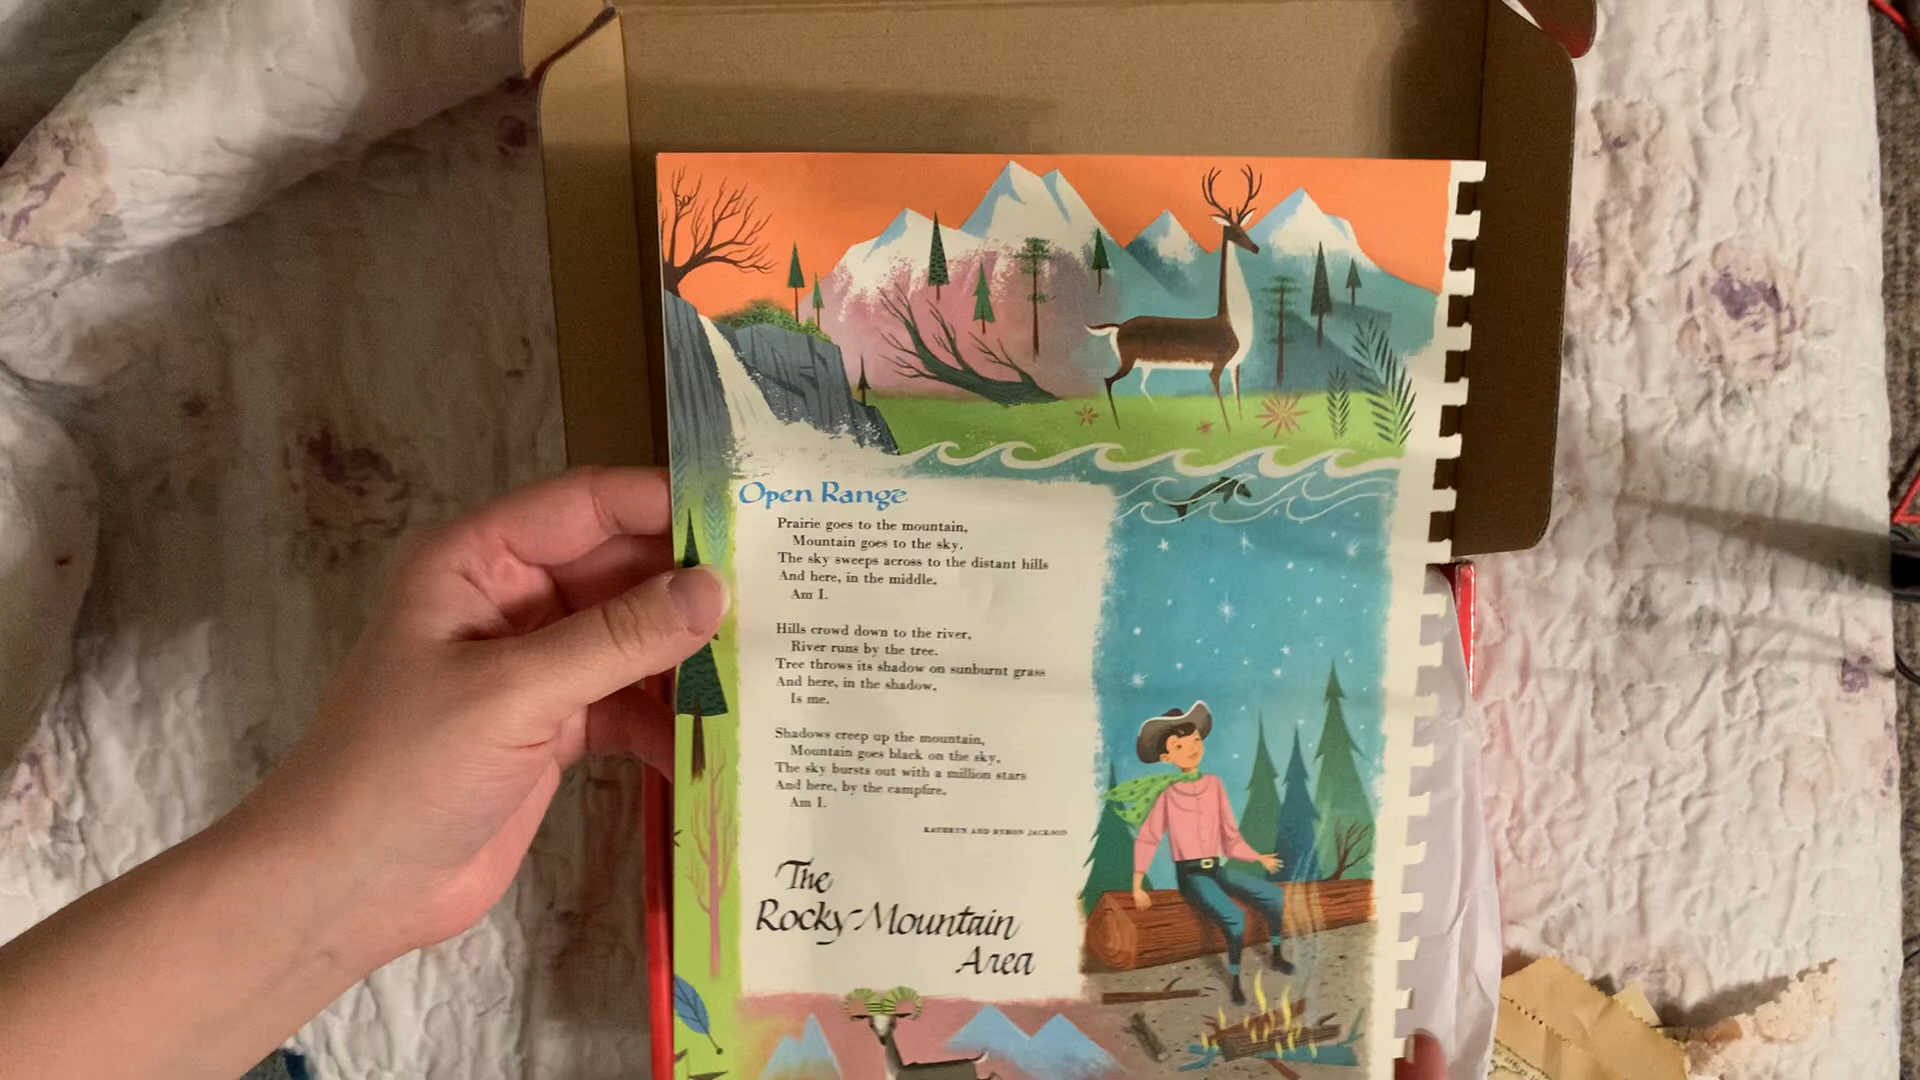 50
Open Range
Prairie goes to the mountain,
Mountain goes to the sky.
The sky sweeps across to the distant hills
And here, in the middle,
Am I.
Hills crowd down to the river,
River runs by the tree.
Tree throws its shadow on sunburnt grass
And here, in the shadow,
Is me.
Shadows creep up the mountain,
Mountain goes black on the sky,
The sky bursts out with a million stars
And here, by the campfire,
Am I.
KATHRYN AND BYRON JACKSON
The
Rocky-Mountain
Area